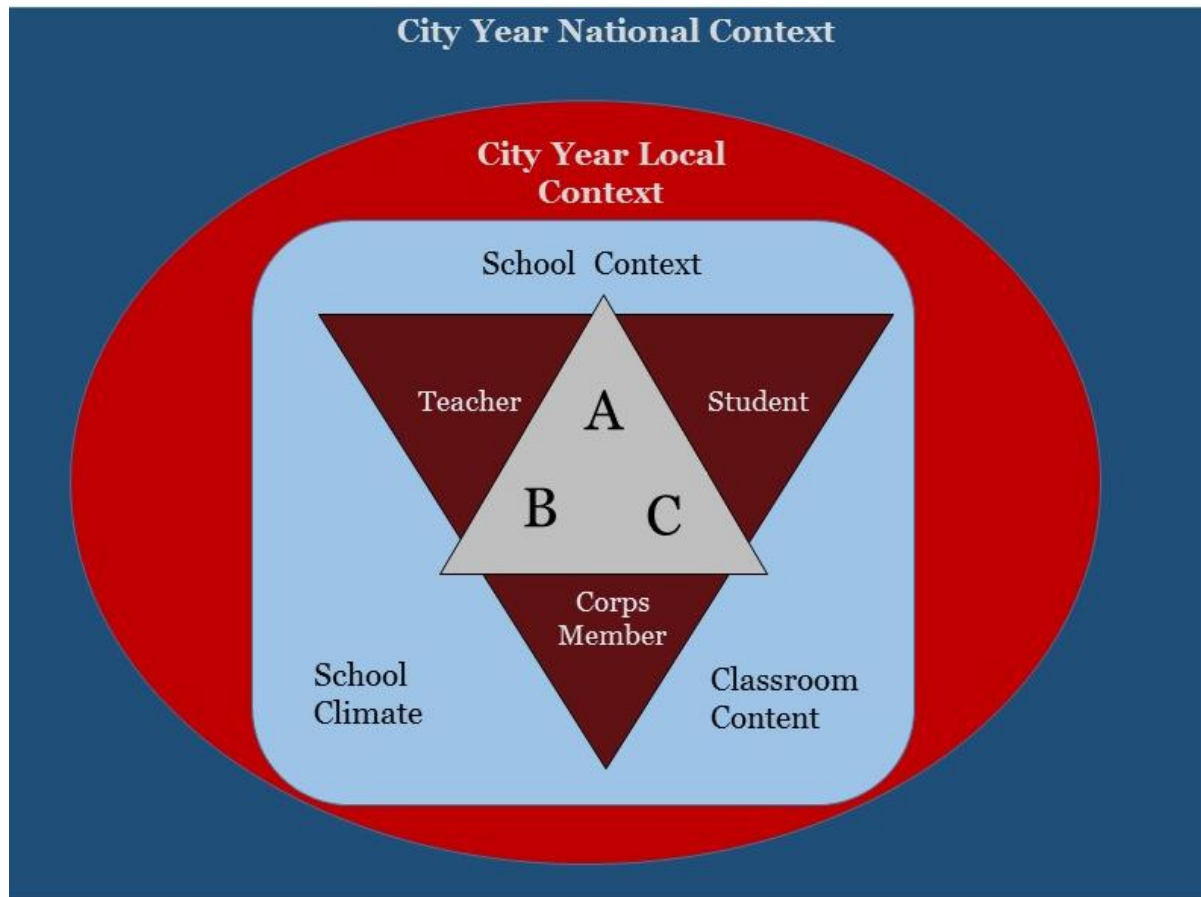 City Year National Context
City Year Local
Context
School Context
Teacher
A
Student
B
C
Corps
Member
School
Climate
Classroom
Content